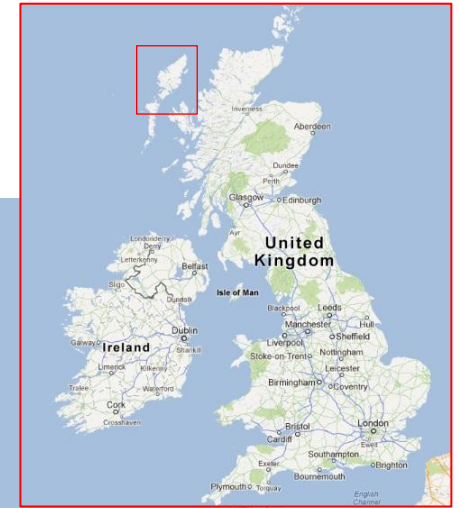 Inverness
Aberdeen
Dundee
Perth
Glasgow
Edinburgh
Ayr
Londonderry
Derry
Letterkenny
Belfast
United
Kingdom
Sligo
Isle of Man
Dundalk
Blackpool
Leeds
Hull
Manchester
Dublin
Galway
Ireland
Shankill
Liverpool
Sheffield
Stoke-on-Trent
Nottingham
Limerick
Kilkenny
Leicester
Tralee
Waterford
Birmingham
Coventry
Cork
Crosshaven
Bristol
London
Cardiff
Ewell
Southampton
Exeter
Brighton
Bournemouth
Plymouth
Torquay
English
Channel